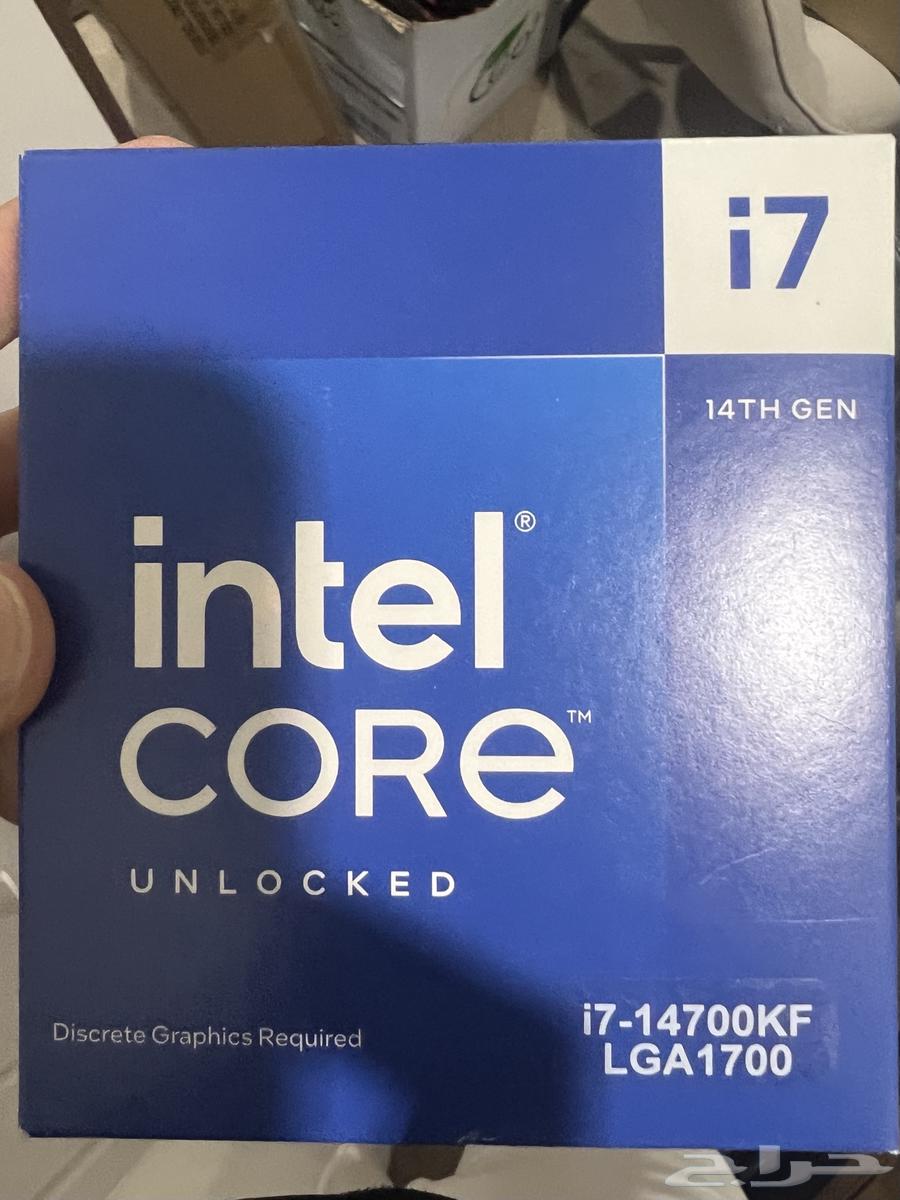 i7
14TH GEN
intel®
CORE™
UNLOCKED
Discrete Graphics Required
i7-14700KF
LGA1700
حراج